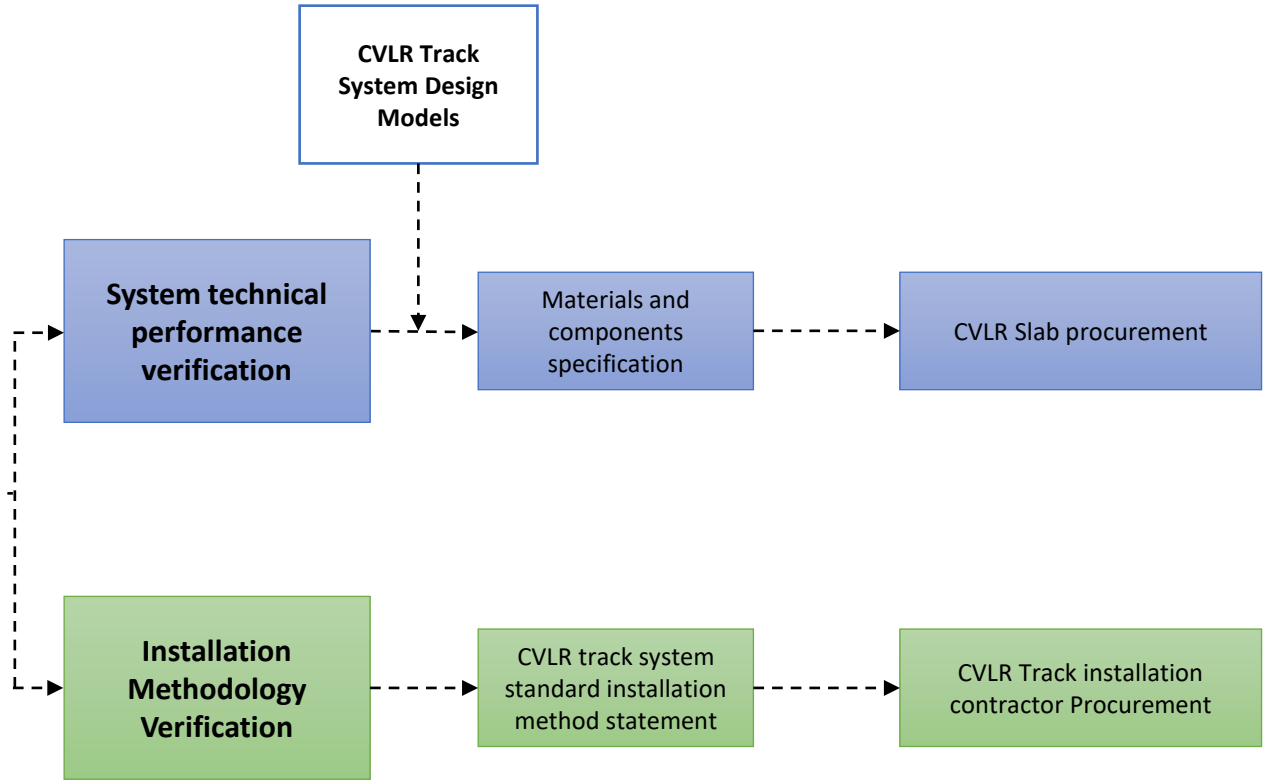 CVLR Track
System Design
Models
System technical
performance
verification
Materials and
components
specification
CVLR Slab procurement
Installation
Methodology
Verification
CVLR track system
standard installation
method statement
CVLR Track installation
contractor Procurement